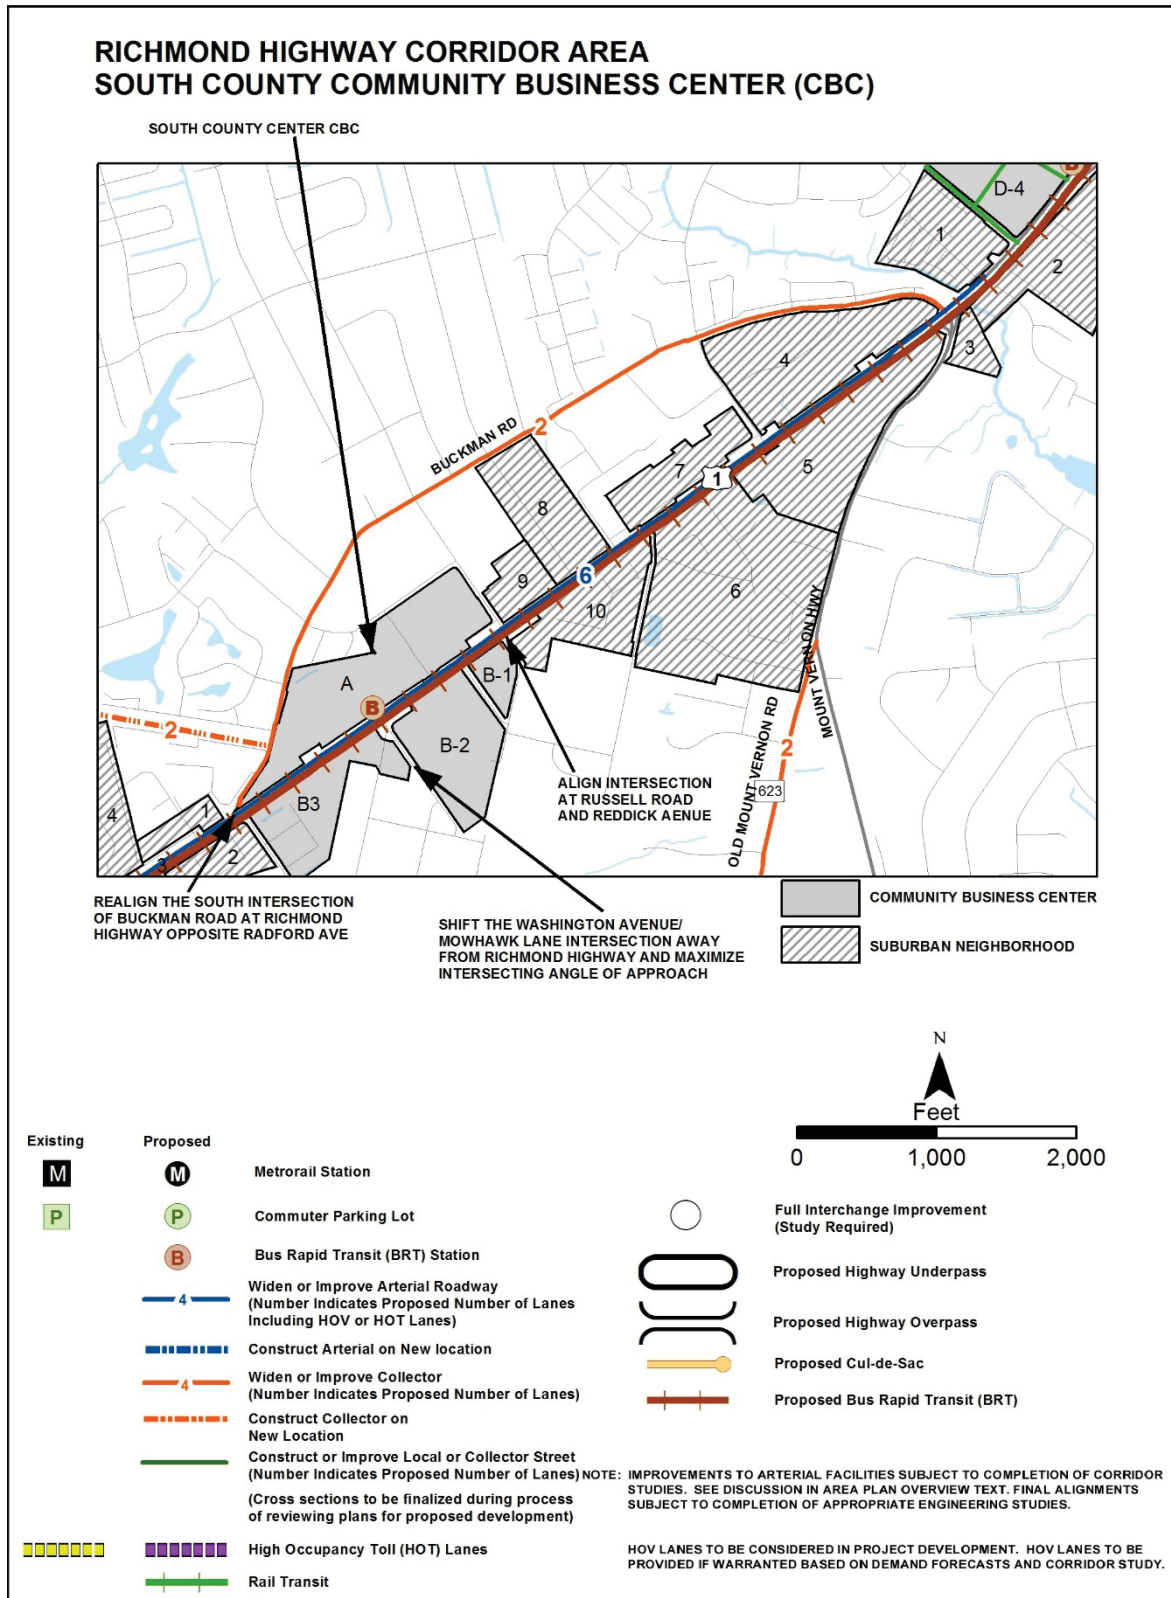 RICHMOND HIGHWAY CORRIDOR AREA
SOUTH COUNTY COMMUNITY BUSINESS CENTER (CBC)
SOUTH COUNTY CENTER CBC
B
D-4
1
2
3
4
5
BUCKMAN RD
2
7
1
8
6
9
10
6
MOUNT VERNON HWY
A
B-1
B
B-2
2
B3
OLD MOUNT VERNON RD
2
623
4
1
2
3
ALIGN INTERSECTION
AT RUSSELL ROAD
AND REDDICK AENUE
REALIGN THE SOUTH INTERSECTION
OF BUCKMAN ROAD AT RICHMOND
HIGHWAY OPPOSITE RADFORD AVE
SHIFT THE WASHINGTON AVENUE/
MOWHAWK LANE INTERSECTION AWAY
FROM RICHMOND HIGHWAY AND MAXIMIZE
INTERSECTING ANGLE OF APPROACH
COMMUNITY BUSINESS CENTER
SUBURBAN NEIGHBORHOOD
N
Feet
0 1,000 2,000
Existing Proposed
M M Metrorail Station
P P Commuter Parking Lot
B Bus Rapid Transit (BRT) Station
4 Widen or Improve Arterial Roadway
(Number Indicates Proposed Number of Lanes
Including HOV or HOT Lanes)
Construct Arterial on New location
4 Widen or Improve Collector
(Number Indicates Proposed Number of Lanes)
Construct Collector on
New Location
Construct or Improve Local or Collector Street
(Number Indicates Proposed Number of Lanes)
(Cross sections to be finalized during process
of reviewing plans for proposed development)
High Occupancy Toll (HOT) Lanes
Rail Transit
Full Interchange Improvement
(Study Required)
Proposed Highway Underpass
Proposed Highway Overpass
Proposed Cul-de-Sac
Proposed Bus Rapid Transit (BRT)
NOTE: IMPROVEMENTS TO ARTERIAL FACILITIES SUBJECT TO COMPLETION OF CORRIDOR
STUDIES. SEE DISCUSSION IN AREA PLAN OVERVIEW TEXT. FINAL ALIGNMENTS
SUBJECT TO COMPLETION OF APPROPRIATE ENGINEERING STUDIES.
HOV LANES TO BE CONSIDERED IN PROJECT DEVELOPMENT. HOV LANES TO BE
PROVIDED IF WARRANTED BASED ON DEMAND FORECASTS AND CORRIDOR STUDY.